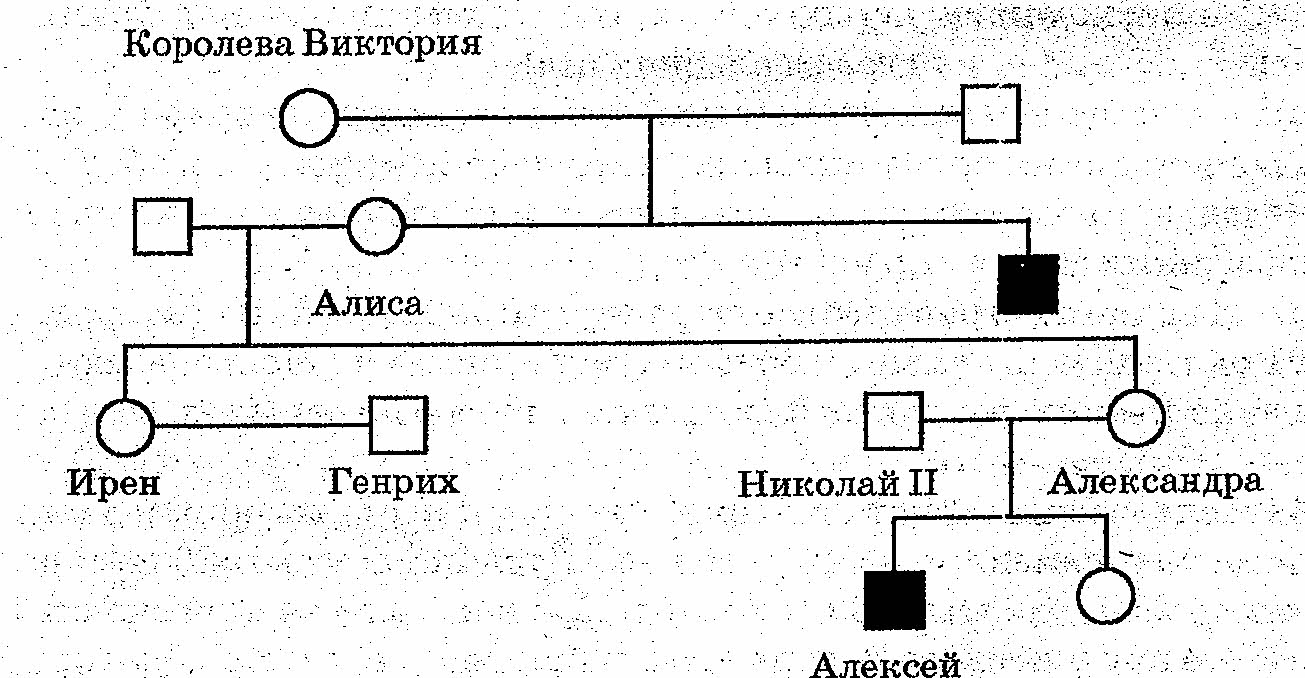 Королева Виктория
Алиса
Ирен
Генрих
Николай II
Александра
Алексей